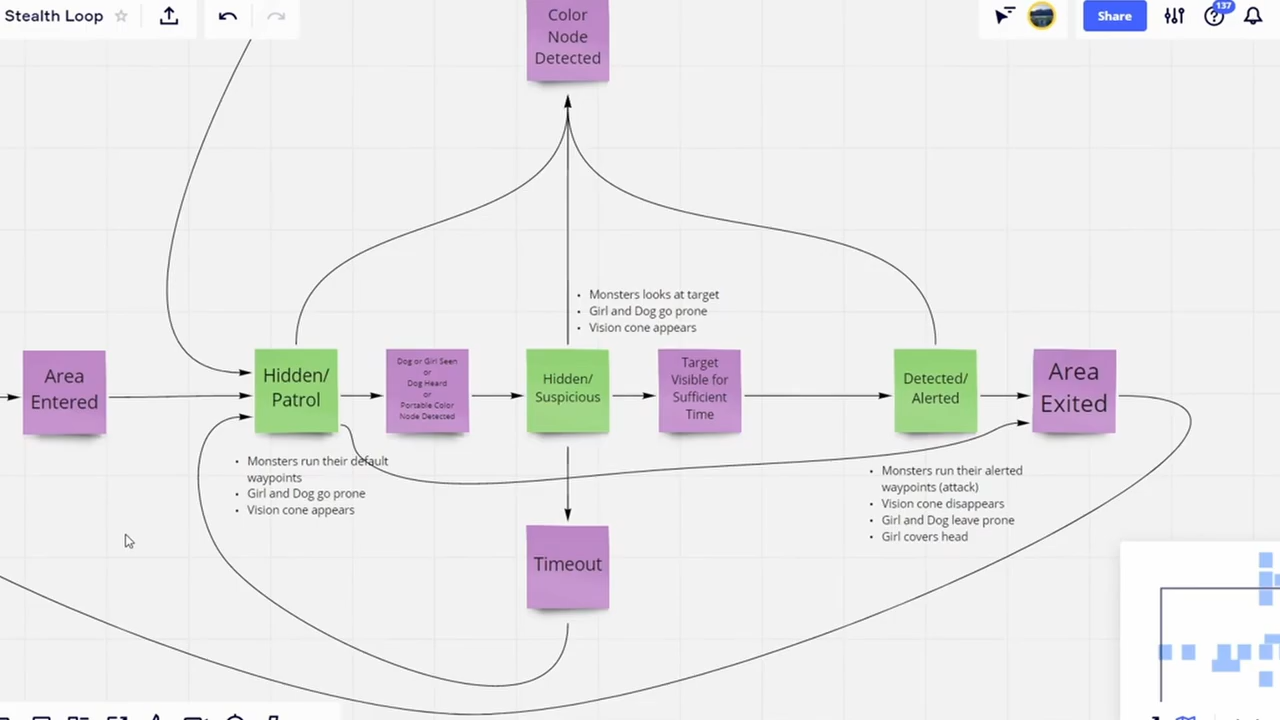 Stealth Loop
Share
137
Color
Node
Detected
• Monsters looks at target
• Girl and Dog go prone
• Vision cone appears
Area
Entered
Hidden/
Patrol
Dog or Girl Seen
or
Dog Heard
or
Portable Color
Node Detected
Hidden/
Suspicious
Target
Visible for
Sufficient
Time
Detected/
Alerted
Area
Exited
• Monsters run their default
waypoints
• Girl and Dog go prone
• Vision cone appears
• Monsters run their alerted
waypoints (attack)
• Vision cone disappears
• Girl and Dog leave prone
• Girl covers head
Timeout